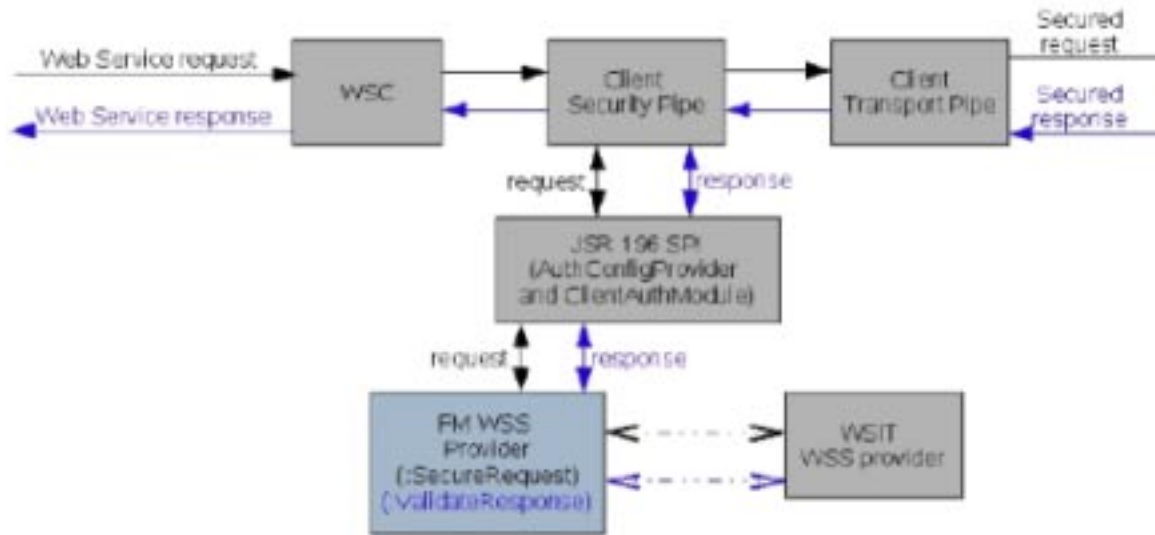 Web Service request
Web Service response
WSC
Client
Security Pipe
Client
Transport Pipe
Secured
request
Secured
response
request
response
JSR 196 SPI
(AuthConfigProvider
and ClientAuthModule)
request
response
FM WSS
Provider
(:SecureRequest)
(:ValidateResponse)
WSIT
WSS provider